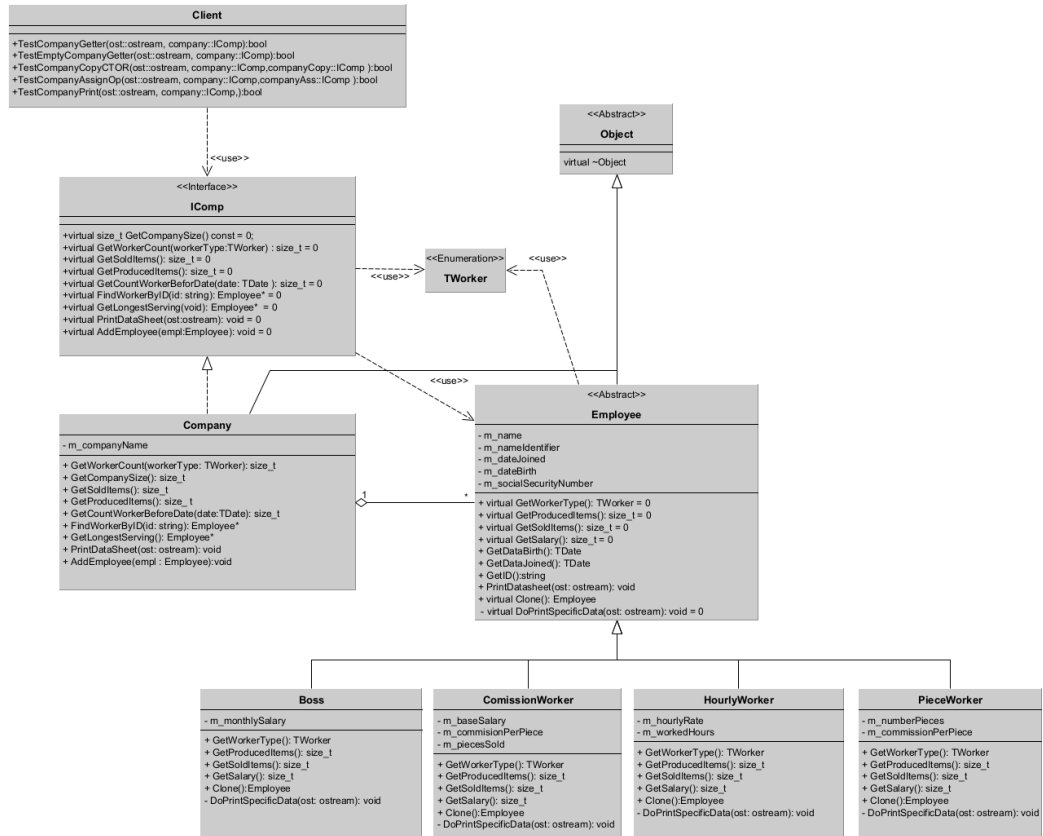 Client
+TestCompanyGetter(ost::ostream, company::IComp):bool
+TestEmptyCompanyGetter(ost::ostream, company::IComp):bool
+TestCompanyCopyCTOR(ost::ostream, company::IComp,companyCopy::IComp ):bool
+TestCompanyAssignOp(ost::ostream, company::IComp,companyAss::IComp ):bool
+TestCompanyPrint(ost::ostream, company::IComp,):bool
<<Abstract>>
Object
virtual ~Object
<<use>>
<<Interface>>
IComp
+virtual size_t GetCompanySize() const = 0;
+virtual GetWorkerCount(workerType:TWorker) : size_t = 0
+virtual GetSoldItems(): size_t = 0
+virtual GetProducedItems(): size_t = 0
+virtual GetCountWorkerBeforDate(date: TDate ): size_t = 0
+virtual FindWorkerByID(id: string): Employee* = 0
+virtual GetLongestServing(void): Employee* = 0
+virtual PrintDataSheet(ost:ostream): void = 0
+virtual AddEmployee(empl:Employee): void = 0
<<use>>
<<Enumeration>>
TWorker
<<use>>
<<use>>
Company
- m_companyName
+ GetWorkerCount(workerType: TWorker): size_t
+ GetCompanySize(): size_t
+ GetSoldItems(): size_t
+ GetProducedItems(): size_ t
+ GetCountWorkerBeforeDate(date:TDate): size_t
+ FindWorkerByID(id: string): Employee*
+ GetLongestServing(): Employee*
+ PrintDataSheet(ost: ostream): void
+ AddEmployee(empl : Employee):void
1
*
<<Abstract>>
Employee
- m_name
- m_nameIdentifier
- m_dateJoined
- m_dateBirth
- m_socialSecurityNumber
+ virtual GetWorkerType(): TWorker = 0
+ virtual GetProducedItems(): size_t = 0
+ virtual GetSoldItems(): size_t = 0
+ virtual GetSalary(): size_t = 0
+ GetDataBirth(): TDate
+ GetDataJoined(): TDate
+ GetID():string
+ PrintDatasheet(ost: ostream): void
+ virtual Clone(): Employee
- virtual DoPrintSpecificData(ost: ostream): void = 0
Boss
- m_monthlySalary
+ GetWorkerType(): TWorker
+ GetProducedItems(): size_t
+ GetSoldItems(): size_t
+ GetSalary(): size_t
+ Clone():Employee
- DoPrintSpecificData(ost: ostream): void
ComissionWorker
- m_baseSalary
- m_commisionPerPiece
- m_piecesSold
+ GetWorkerType(): TWorker
+ GetProducedItems(): size_t
+ GetSoldItems(): size_t
+ GetSalary(): size_t
+ Clone():Employee
- DoPrintSpecificData(ost: ostream): void
HourlyWorker
- m_hourlyRate
- m_workedHours
+ GetWorkerType(): TWorker
+ GetProducedItems(): size_t
+ GetSoldItems(): size_t
+ GetSalary(): size_t
+ Clone():Employee
- DoPrintSpecificData(ost: ostream): void
PieceWorker
- m_numberPieces
- m_commissionPerPiece
+ GetWorkerType(): TWorker
+ GetProducedItems(): size_t
+ GetSoldItems(): size_t
+ GetSalary(): size_t
+ Clone():Employee
- DoPrintSpecificData(ost: ostream): void